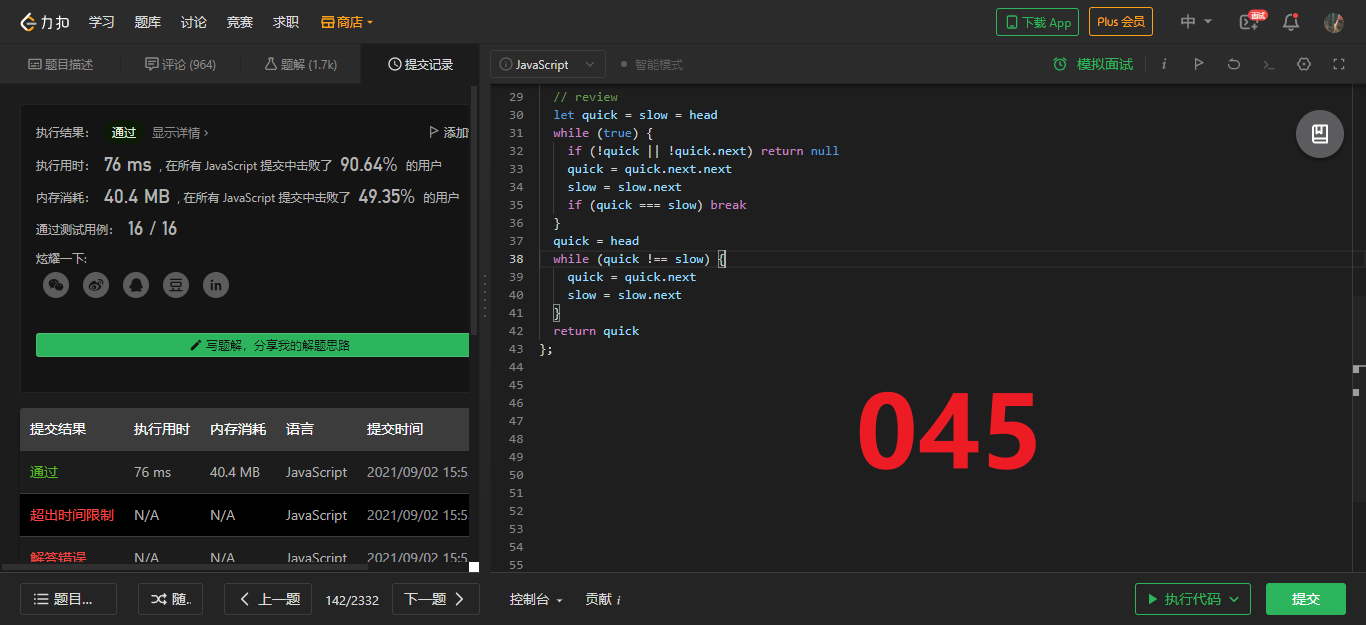 力扣 学习 题库 讨论 竞赛 求职 商店 下载 App Plus 会员 中 面试
题目描述 评论 (964) 题解 (1.7k) 提交记录
执行结果： 通过 显示详情 › 添加
执行用时： 76 ms , 在所有 JavaScript 提交中击败了 90.64% 的用户
内存消耗： 40.4 MB , 在所有 JavaScript 提交中击败了 49.35% 的用户
通过测试用例： 16 / 16
炫耀一下:
写题解，分享我的解题思路
提交结果 执行用时 内存消耗 语言 提交时间
通过 76 ms 40.4 MB JavaScript 2021/09/02 15:5
超出时间限制 N/A N/A JavaScript 2021/09/02 15:5
解答错误 N/A N/A JavaScript 2021/09/02 15:5
题目... 随. 上一题 142/2332 下一题
JavaScript 智能模式 模拟面试
29 // review
30 let quick = slow = head
31 while (true) {
32 if (!quick || !quick.next) return null
33 quick = quick.next.next
34 slow = slow.next
35 if (quick === slow) break
36 }
37 quick = head
38 while (quick !== slow) {
39 quick = quick.next
40 slow = slow.next
41 }
42 return quick
43 };
44
45
46
47
48
49
50
51
52
53
54
55
045
控制台 贡献 i 执行代码 提交